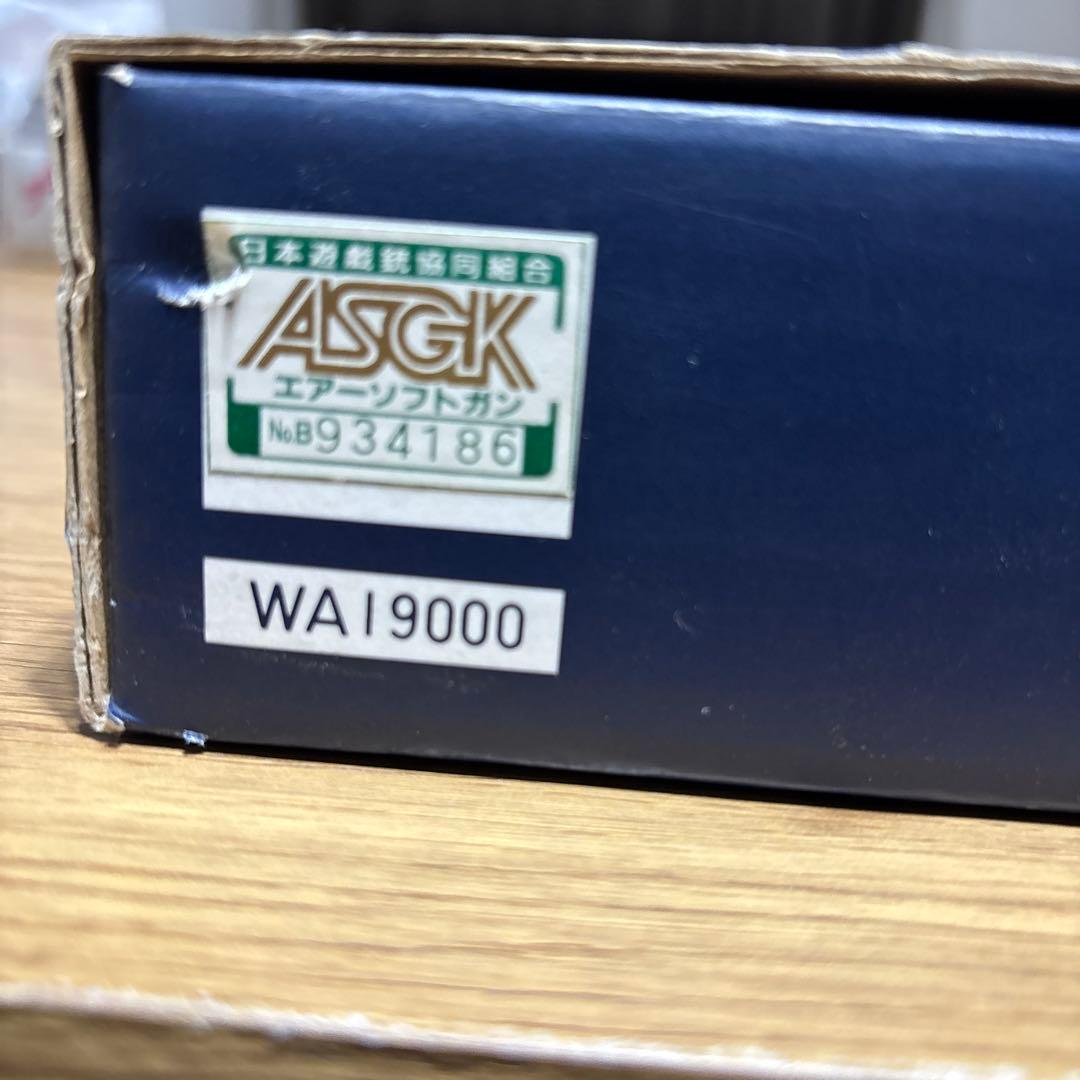 日本遊戯銃協同組合
ASGK
エアーソフトガン
No.B934186
WA19000